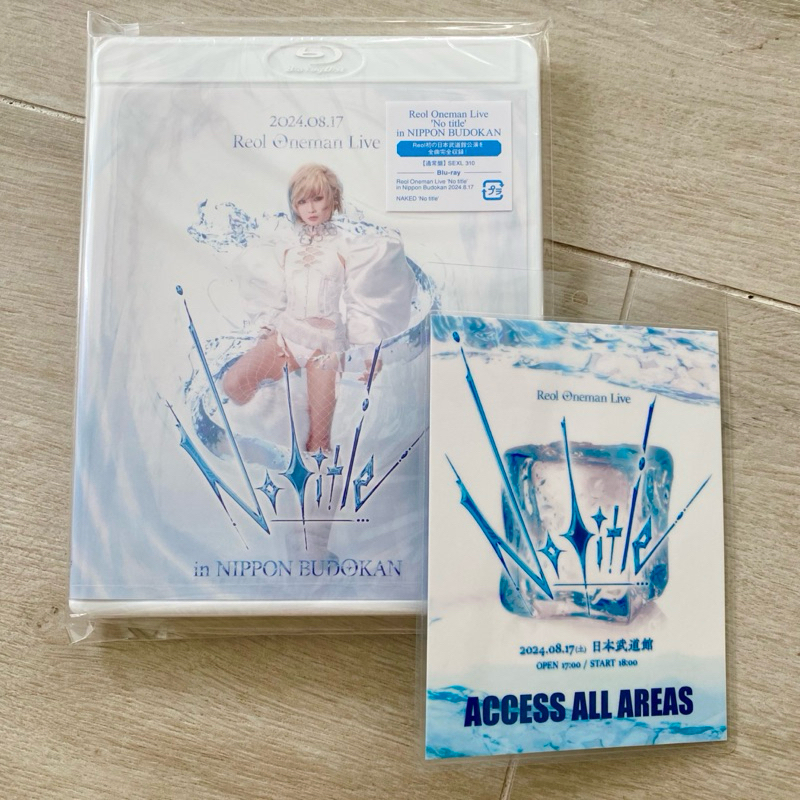 Blu-ray Disc
2024.08.17
Reol Oneman Live
Reol Oneman Live
'No title'
in NIPPON BUDOKAN
Reol初の日本武道館公演を
全編完全収録!
【通常盤】SEXL 310
Blu-ray
Reol Oneman Live 'No title'
in Nippon Budokan 2024.8.17
NAKED 'No title'
プラ
No title
...
in NIPPON BUDOKAN
Reol Oneman Live
No title
...
2024.08.17(土) 日本武道館
OPEN 17:00 / START 18:00
ACCESS ALL AREAS